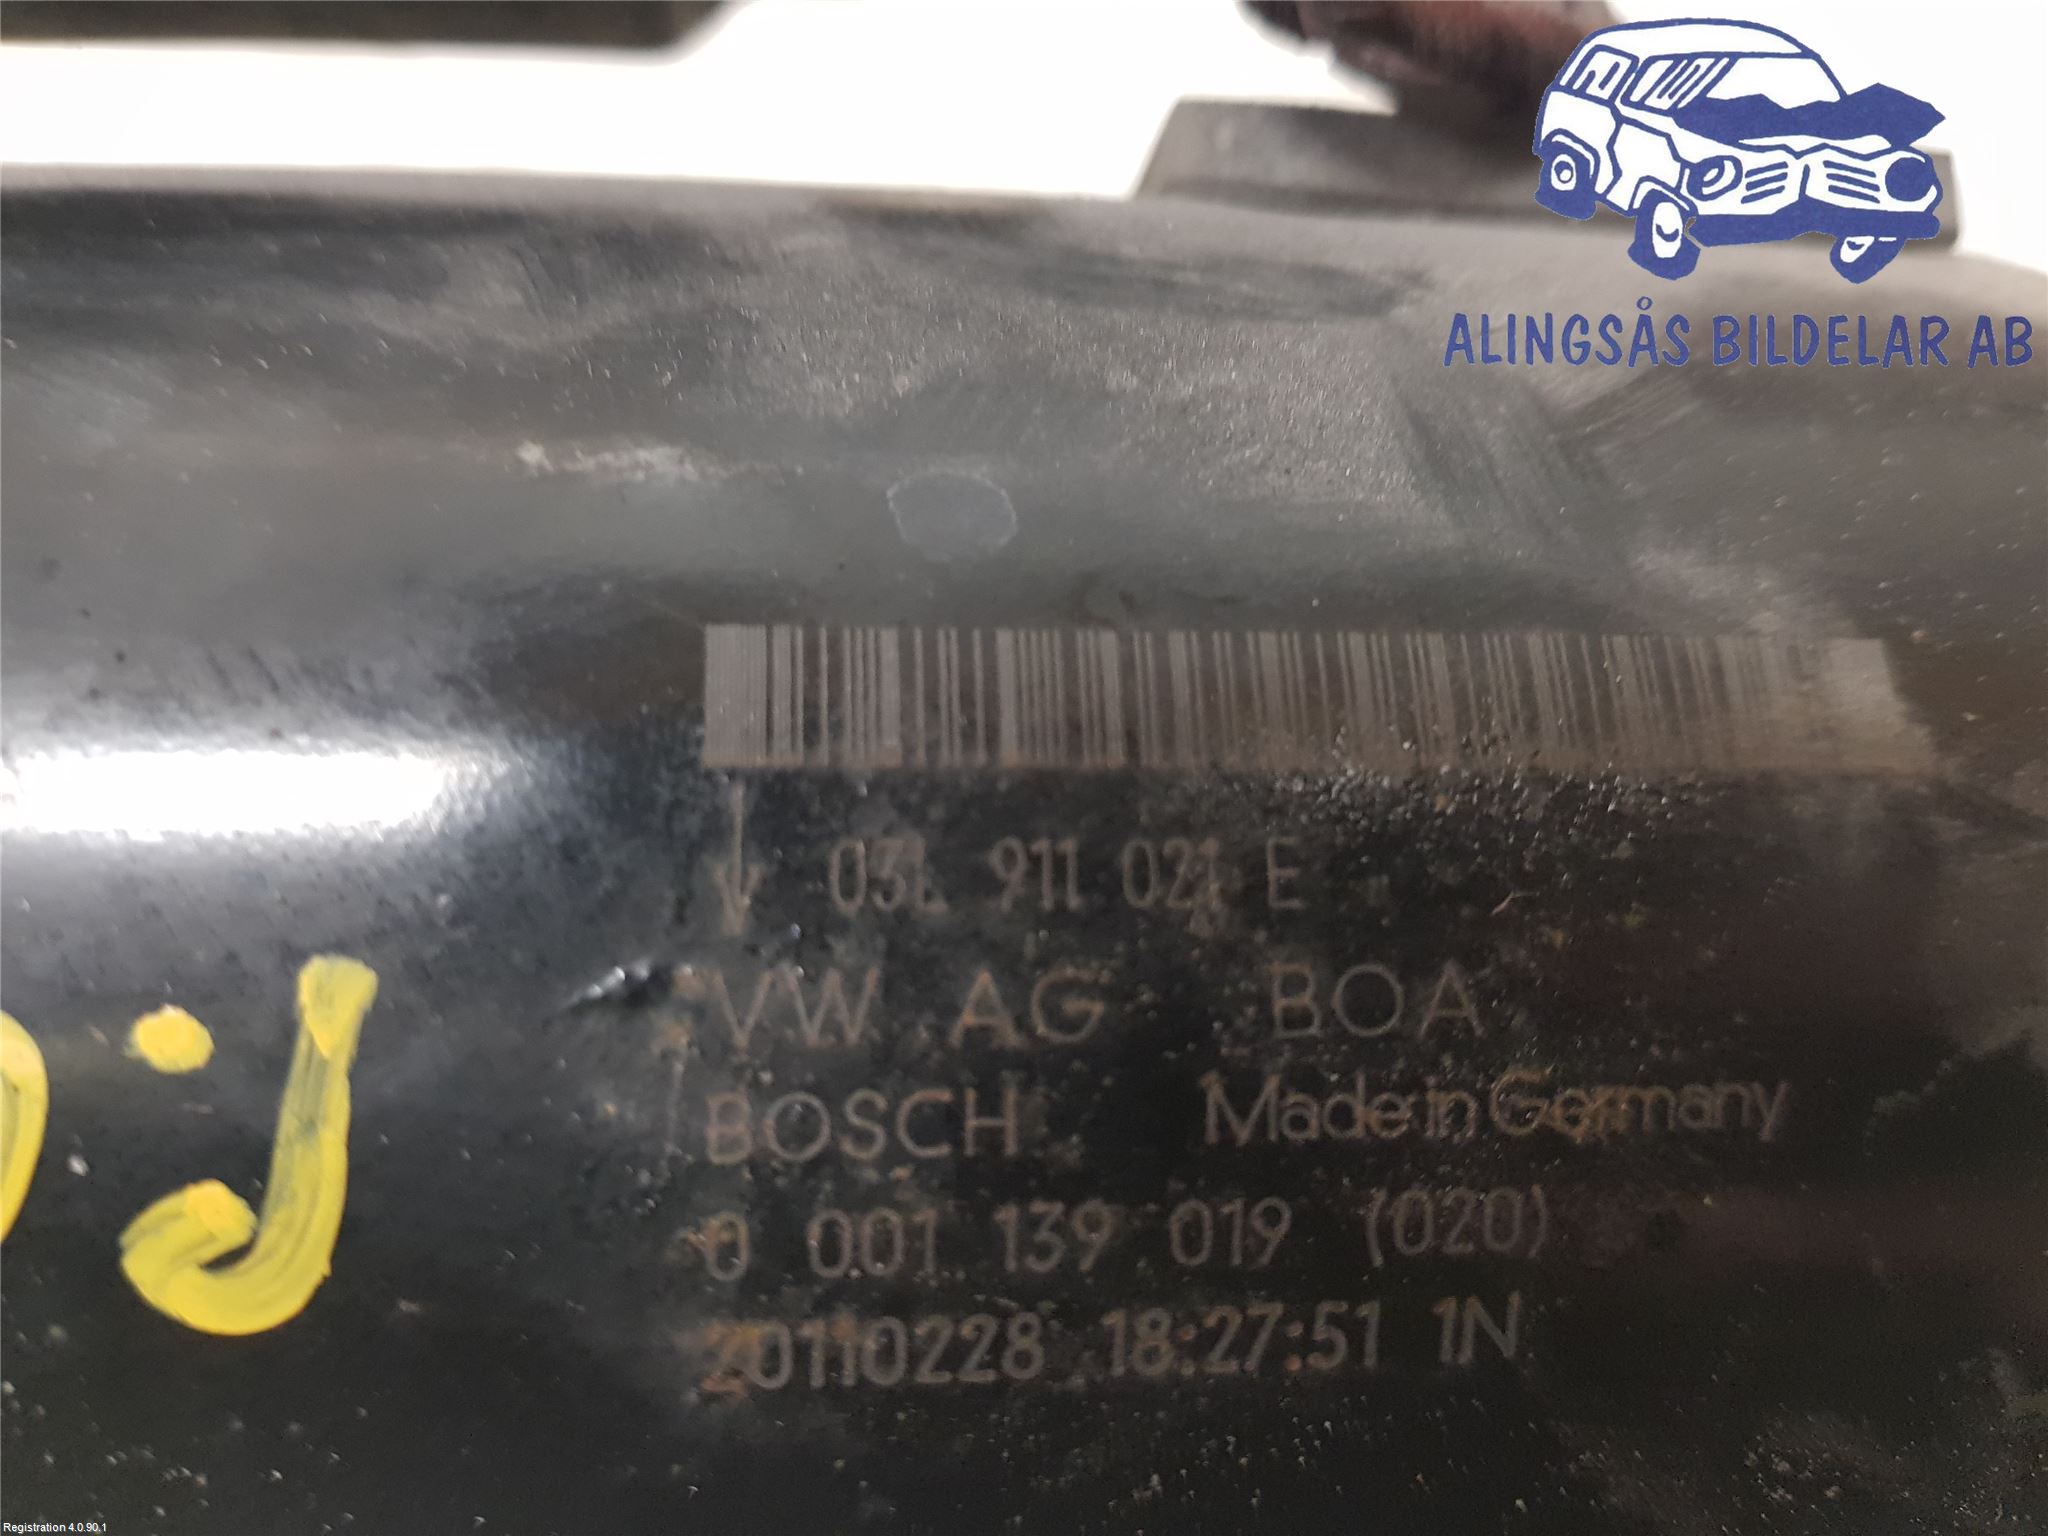 ALINGSÅS BILDELAR AB
03L 911 021 E
VW AG BOA
BOSCH Made in Germany
0 001 139 019 (020)
20110228 18:27:51 1N
Registration 4.0.90.1